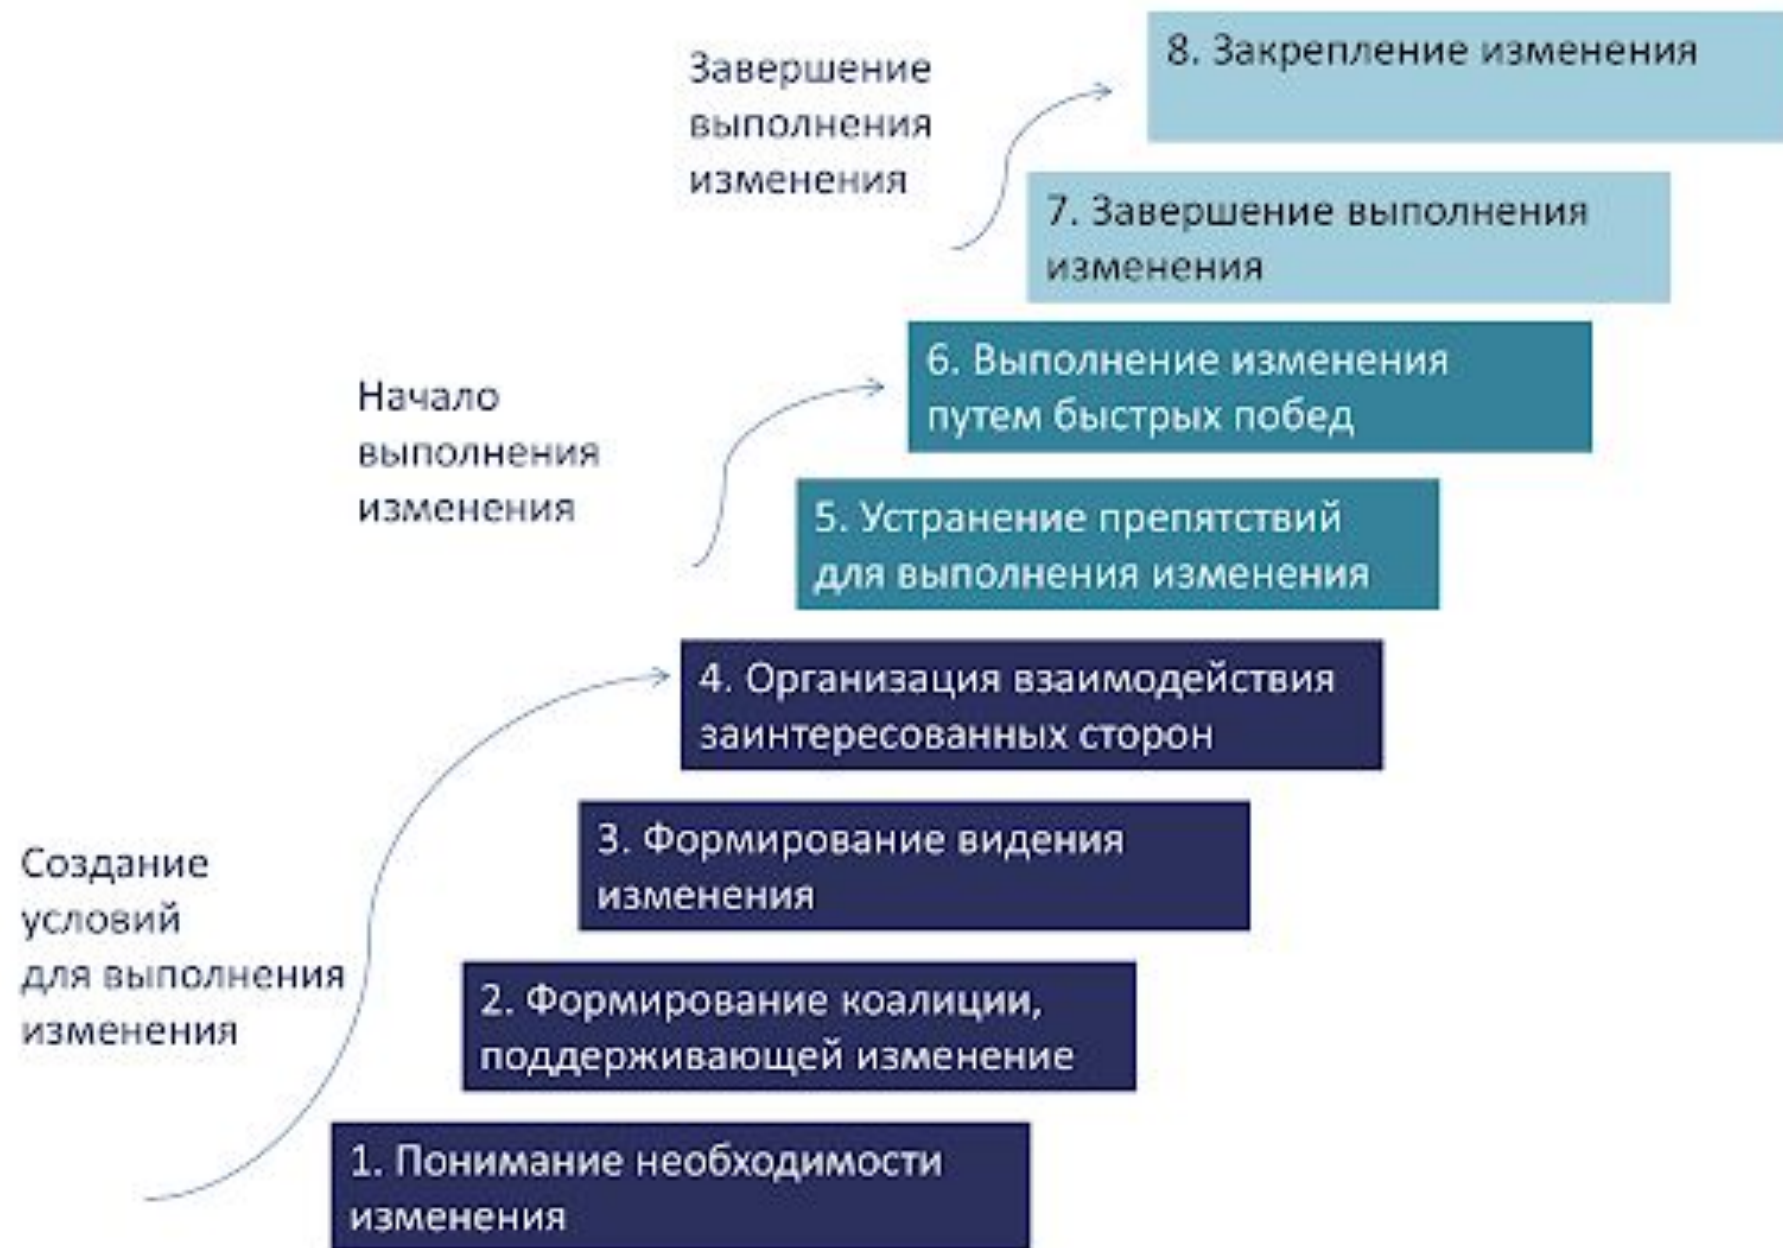 Завершение
выполнения
изменения
8. Закрепление изменения
7. Завершение выполнения
изменения
Начало
выполнения
изменения
6. Выполнение изменения
путем быстрых побед
5. Устранение препятствий
для выполнения изменения
4. Организация взаимодействия
заинтересованных сторон
3. Формирование видения
изменения
Создание
условий
для выполнения
изменения
2. Формирование коалиции,
поддерживающей изменение
1. Понимание необходимости
изменения